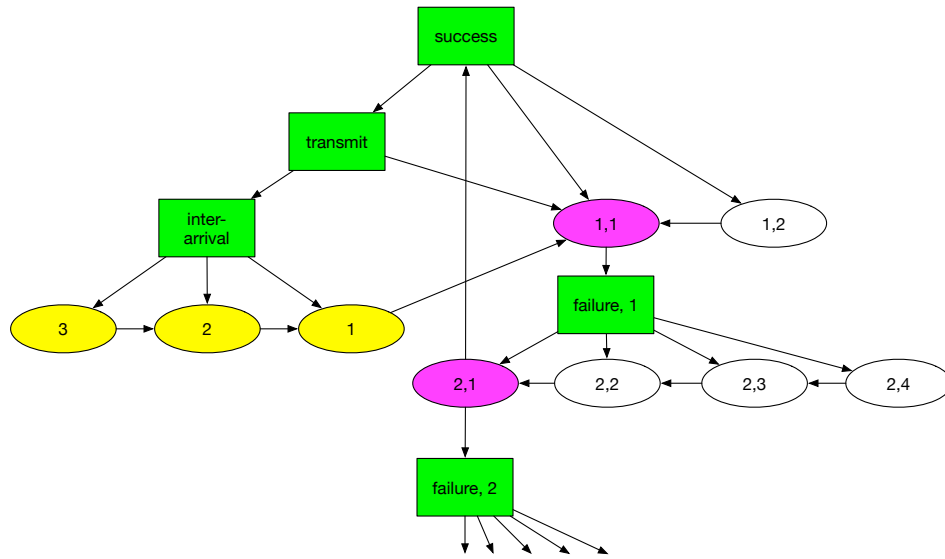 success
transmit
inter-
arrival
1,1
1,2
failure, 1
3
2
1
2,1
2,2
2,3
2,4
failure, 2